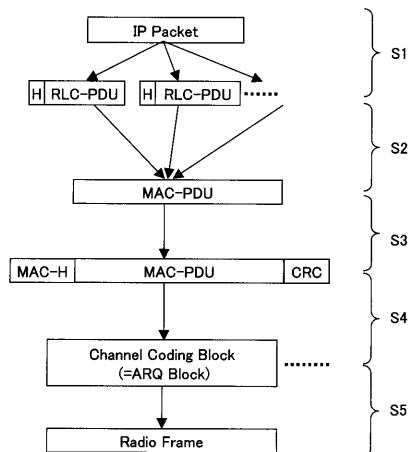 IP Packet
S1
H RLC-PDU H RLC-PDU
S2
MAC-PDU
S3
MAC-H MAC-PDU CRC
S4
Channel Coding Block
(=ARQ Block)
S5
Radio Frame